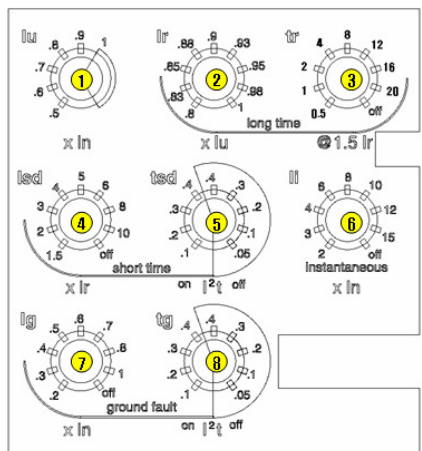 Iu Ir tr
.5 .6 .7 .8 .9 1
.8 .83 .85 .88 .9 .93 .95 .98 1
0.5 1 2 4 8 12 16 20 off
1 2 3
long time
x In x Iu @1.5 Ir
Isd tsd Ii
1.5 2 3 4 5 6 8 10 off
.1 .2 .3 .4 .4 .3 .2 .1 .05
2 3 6 8 10 12 15 off
4 5 6
short time
instantaneous
x Ir on I²t off x In
Ig tg
.2 .3 .4 .5 .6 .7 .8 1 off
.1 .2 .3 .4 .4 .3 .2 .1 .05
7 8
ground fault
x In on I²t off